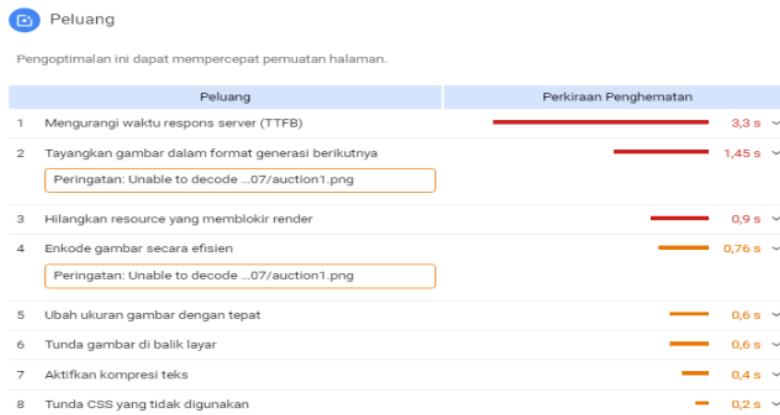 Peluang
Pengoptimalan ini dapat mempercepat pemuatan halaman.
Peluang Perkiraan Penghematan
1 Mengurangi waktu respons server (TTFB) 3,3 s
2 Tayangkan gambar dalam format generasi berikutnya 1,45 s
Peringatan: Unable to decode ...07/auction1.png
3 Hilangkan resource yang memblokir render 0,9 s
4 Enkode gambar secara efisien 0,76 s
Peringatan: Unable to decode ...07/auction1.png
5 Ubah ukuran gambar dengan tepat 0,6 s
6 Tunda gambar di balik layar 0,6 s
7 Aktifkan kompresi teks 0,4 s
8 Tunda CSS yang tidak digunakan 0,2 s